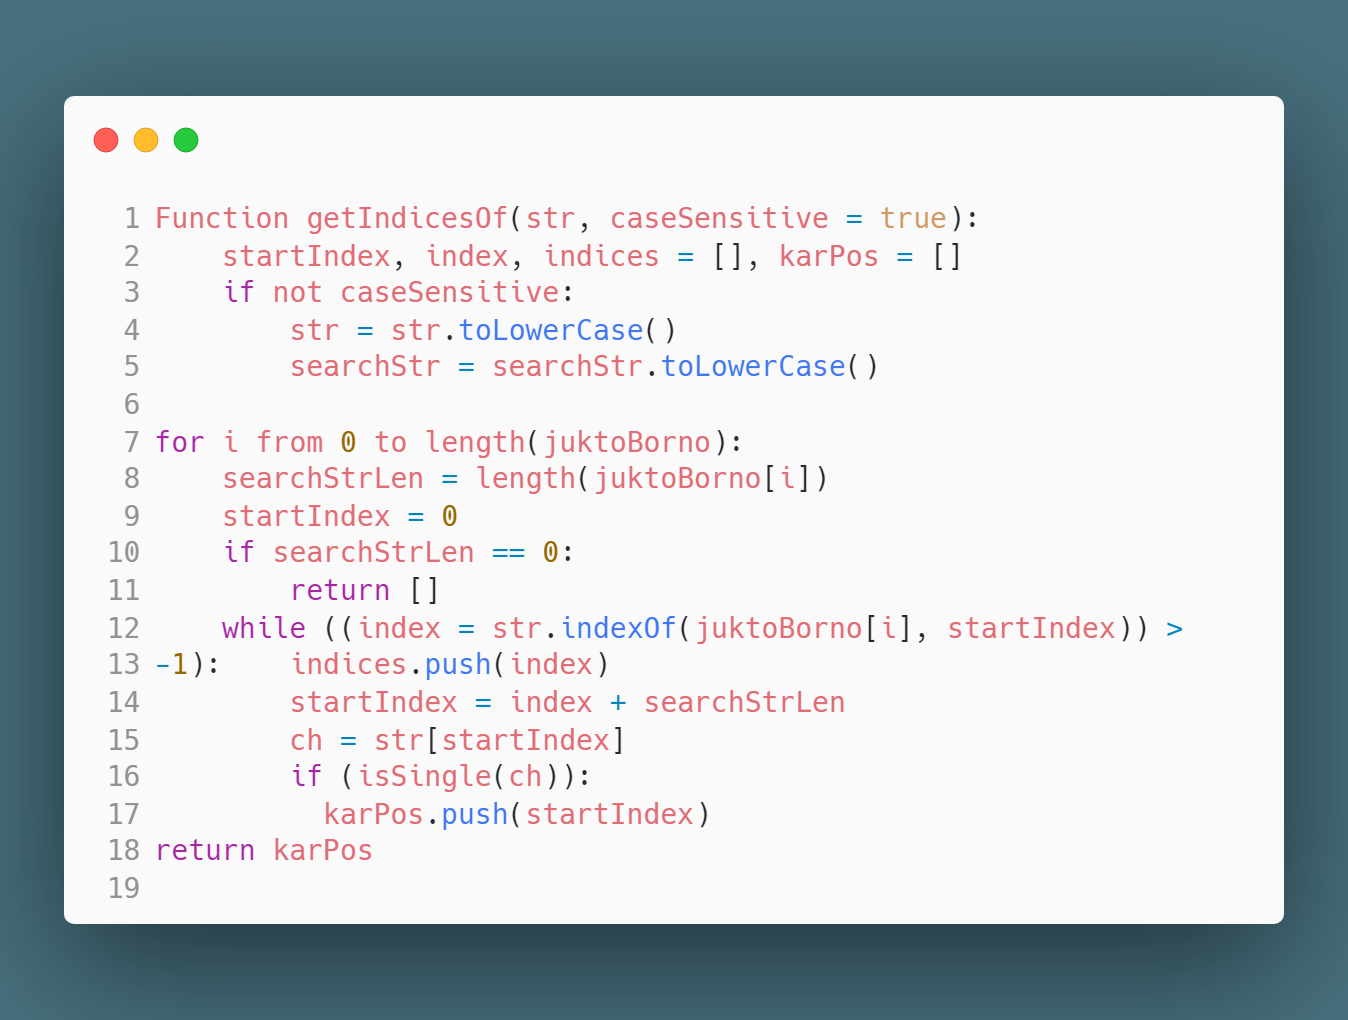 1 Function getIndicesOf(str, caseSensitive = true):
2     startIndex, index, indices = [], karPos = []
3     if not caseSensitive:
4         str = str.toLowerCase()
5         searchStr = searchStr.toLowerCase()
6
7 for i from 0 to length(juktoBorno):
8     searchStrLen = length(juktoBorno[i])
9     startIndex = 0
10     if searchStrLen == 0:
11         return []
12     while ((index = str.indexOf(juktoBorno[i], startIndex)) >
13 -1):    indices.push(index)
14         startIndex = index + searchStrLen
15         ch = str[startIndex]
16         if (isSingle(ch)):
17           karPos.push(startIndex)
18 return karPos
19